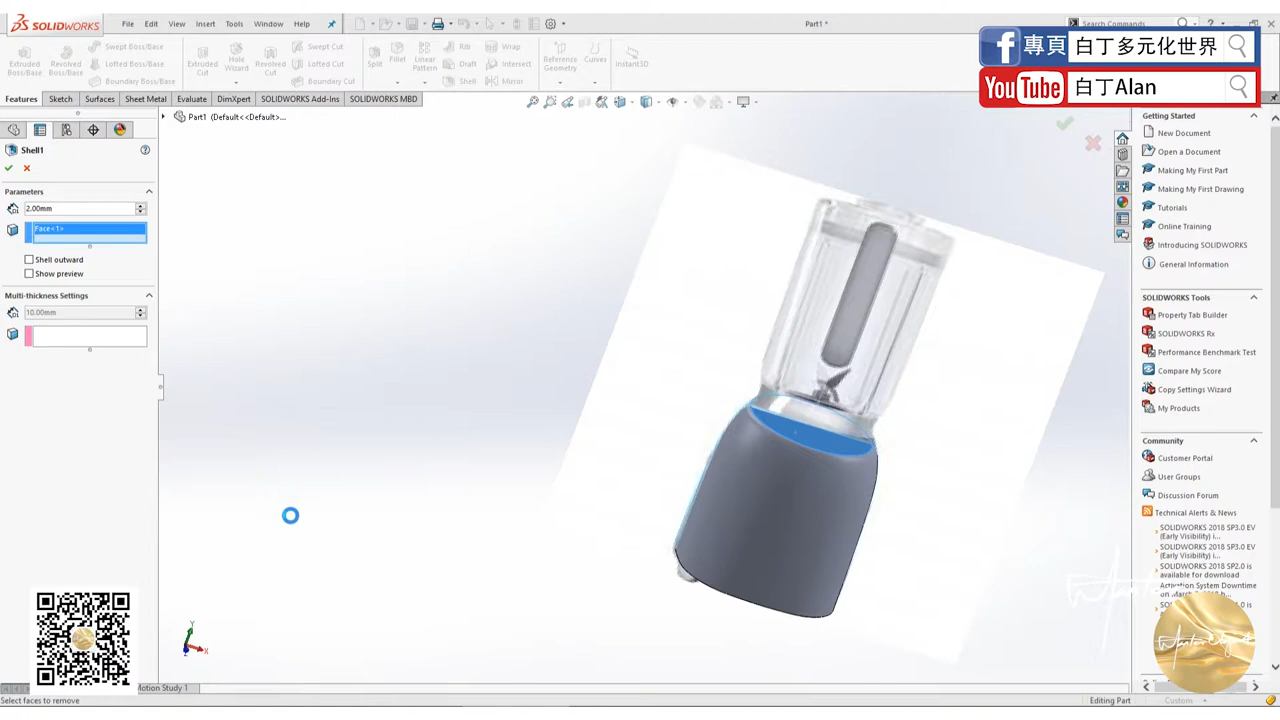 SOLIDWORKS
File Edit View Insert Tools Window Help
Part1 *
Search Commands
Extruded Boss/Base
Revolved Boss/Base
Swept Boss/Base
Lofted Boss/Base
Boundary Boss/Base
Extruded Cut
Hole Wizard
Revolved Cut
Swept Cut
Boundary Cut
Split
Fillet
Linear Pattern
Rib
Draft
Shell
Wrap
Intersect
Mirror
Reference Geometry
Curves
Instant3D
f 專頁 白丁多元化世界
YouTube 白丁Alan
Features Sketch Surfaces Sheet Metal Evaluate DimXpert SOLIDWORKS Add-Ins SOLIDWORKS MBD
Part1 (Default<<Default>...
Shell1
Parameters
2.00mm
Face<1>
Shell outward
Show preview
Multi-thickness Settings
10.00mm
Getting Started
New Document
Open a Document
Making My First Part
Making My First Drawing
Tutorials
Online Training
Introducing SOLIDWORKS
General Information
SOLIDWORKS Tools
Property Tab Builder
SOLIDWORKS Rx
Performance Benchmark Test
Compare My Score
Copy Settings Wizard
My Products
Community
Customer Portal
User Groups
Discussion Forum
Technical Alerts & News
SOLIDWORKS 2018 SP3.0 EV
(Early Visibility) i...
SOLIDWORKS 2018 SP3.0 EV
(Early Visibility) i...
SOLIDWORKS 2018 SP2.0 is
available for download
Activation System Downtime
Y
X
Z
Motion Study 1
Select faces to remove
Editing Part
Custom